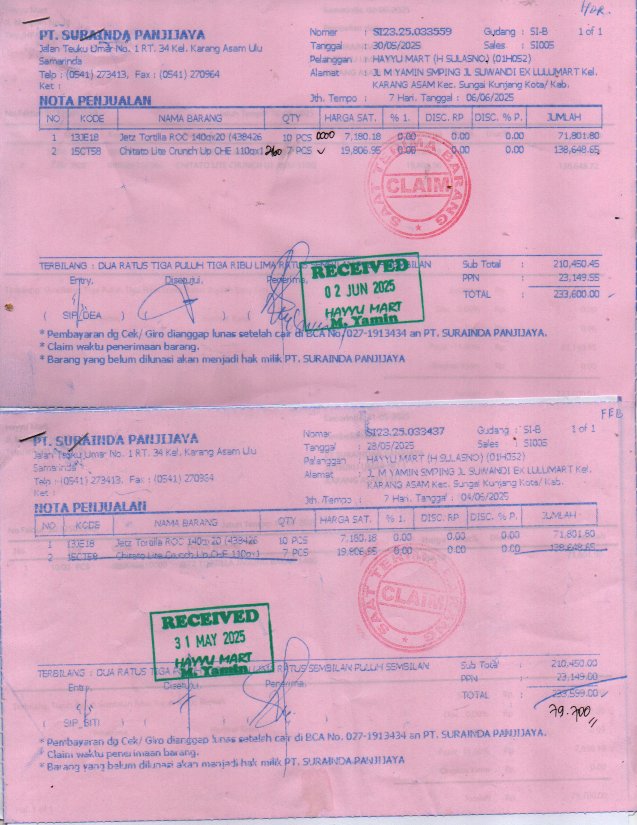 1/HR.
PT. SURAINDA PANJIJAYA
Jalan Teuku Umar No. 1 RT. 34 Kel. Karang Asam Ulu
Samarinda
Telp : (0541) 273413, Fax : (0541) 270964
Ket :
Nomor : SI23.25.033559 Gudang : SI-B 1 of 1
Tanggal : 30/05/2025 Sales : SI005
Pelanggan : HAYYU MART (H SULASNO) (01H052)
Alamat : JL M YAMIN SMPING JL SUWANDI EX LULUMART Kel.
KARANG ASAM Kec. Sungai Kunjang Kota/ Kab.
Jth. Tempo : 7 Hari. Tanggal : 06/06/2025
NOTA PENJUALAN
NO KODE NAMA BARANG QTY HARGA SAT. % 1. DISC. RP DISC. % P. JUMLAH
1 133E18 Jetz Tortilla ROC 140gx20 (438426 10 PCS 7,180.18 0.00 0.00 0.00 71,801.80
2 15CT58 Chitato Lite Crunch Up CHE 110gx1 7 PCS 19,806.95 0.00 0.00 0.00 138,648.65
SAAT TERIMA BARANG
CLAIM
TERBILANG : DUA RATUS TIGA PULUH TIGA RIBU LIMA RATUS SEMBILAN
Sub Total : 210,450.45
PPN : 23,149.55
TOTAL : 233,600.00
Entry, Disetujui, Penerima,
( SIP_DEA ) ( ) (
RECEIVED
02 JUN 2025
HAYYU MART
M. Yamin
* Pembayaran dg Cek/ Giro dianggap lunas setelah cair di BCA No. 027-1913434 an PT. SURAINDA PANJIJAYA.
* Claim waktu penerimaan barang.
* Barang yang belum dilunasi akan menjadi hak milik PT. SURAINDA PANJIJAYA
FEB
PT. SURAINDA PANJIJAYA
Jalan Teuku Umar No. 1 RT. 34 Kel. Karang Asam Ulu
Samarinda
Telp : (0541) 273413, Fax : (0541) 270964
Ket :
Nomor : SI23.25.033437 Gudang : SI-B 1 of 1
Tanggal : 28/05/2025 Sales : SI005
Pelanggan : HAYYU MART (H SULASNO) (01H052)
Alamat : JL M YAMIN SMPING JL SUWANDI EX LULUMART Kel.
KARANG ASAM Kec. Sungai Kunjang Kota/ Kab.
Jth. Tempo : 7 Hari. Tanggal : 04/06/2025
NOTA PENJUALAN
NO KODE NAMA BARANG QTY HARGA SAT. % 1. DISC. RP DISC. % P. JUMLAH
1 133E18 Jetz Tortilla ROC 140gx20 (438426 10 PCS 7,180.18 0.00 0.00 0.00 71,801.80
2 15CT58 Chitato Lite Crunch Up CHE 110gx1 7 PCS 19,806.95 0.00 0.00 0.00 138,648.65
SAAT TERIMA BARANG
CLAIM
RECEIVED
31 MAY 2025
HAYYU MART
M. Yamin
TERBILANG : DUA RATUS TIGA RATUS SEMBILAN PULUH SEMBILAN
Sub Total : 210,450.00
PPN : 23,149.00
TOTAL : 233,599.00
79.700
Entry, Disetujui, Penerima,
( SIP_SITI ) ( ) (
* Pembayaran dg Cek/ Giro dianggap lunas setelah cair di BCA No. 027-1913434 an PT. SURAINDA PANJIJAYA.
* Claim waktu penerimaan barang.
* Barang yang belum dilunasi akan menjadi hak milik PT. SURAINDA PANJIJAYA